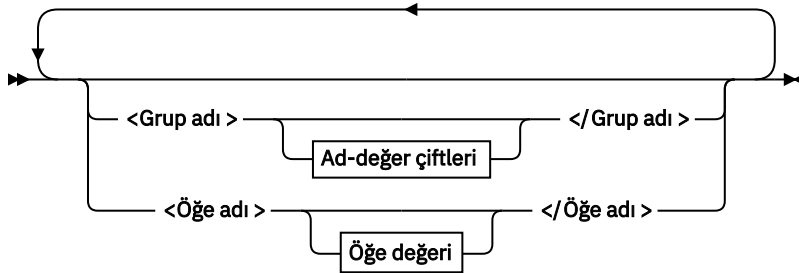 <Grup adı > </Grup adı >
Ad-değer çiftleri
<Öğe adı > </Öğe adı >
Öğe değeri